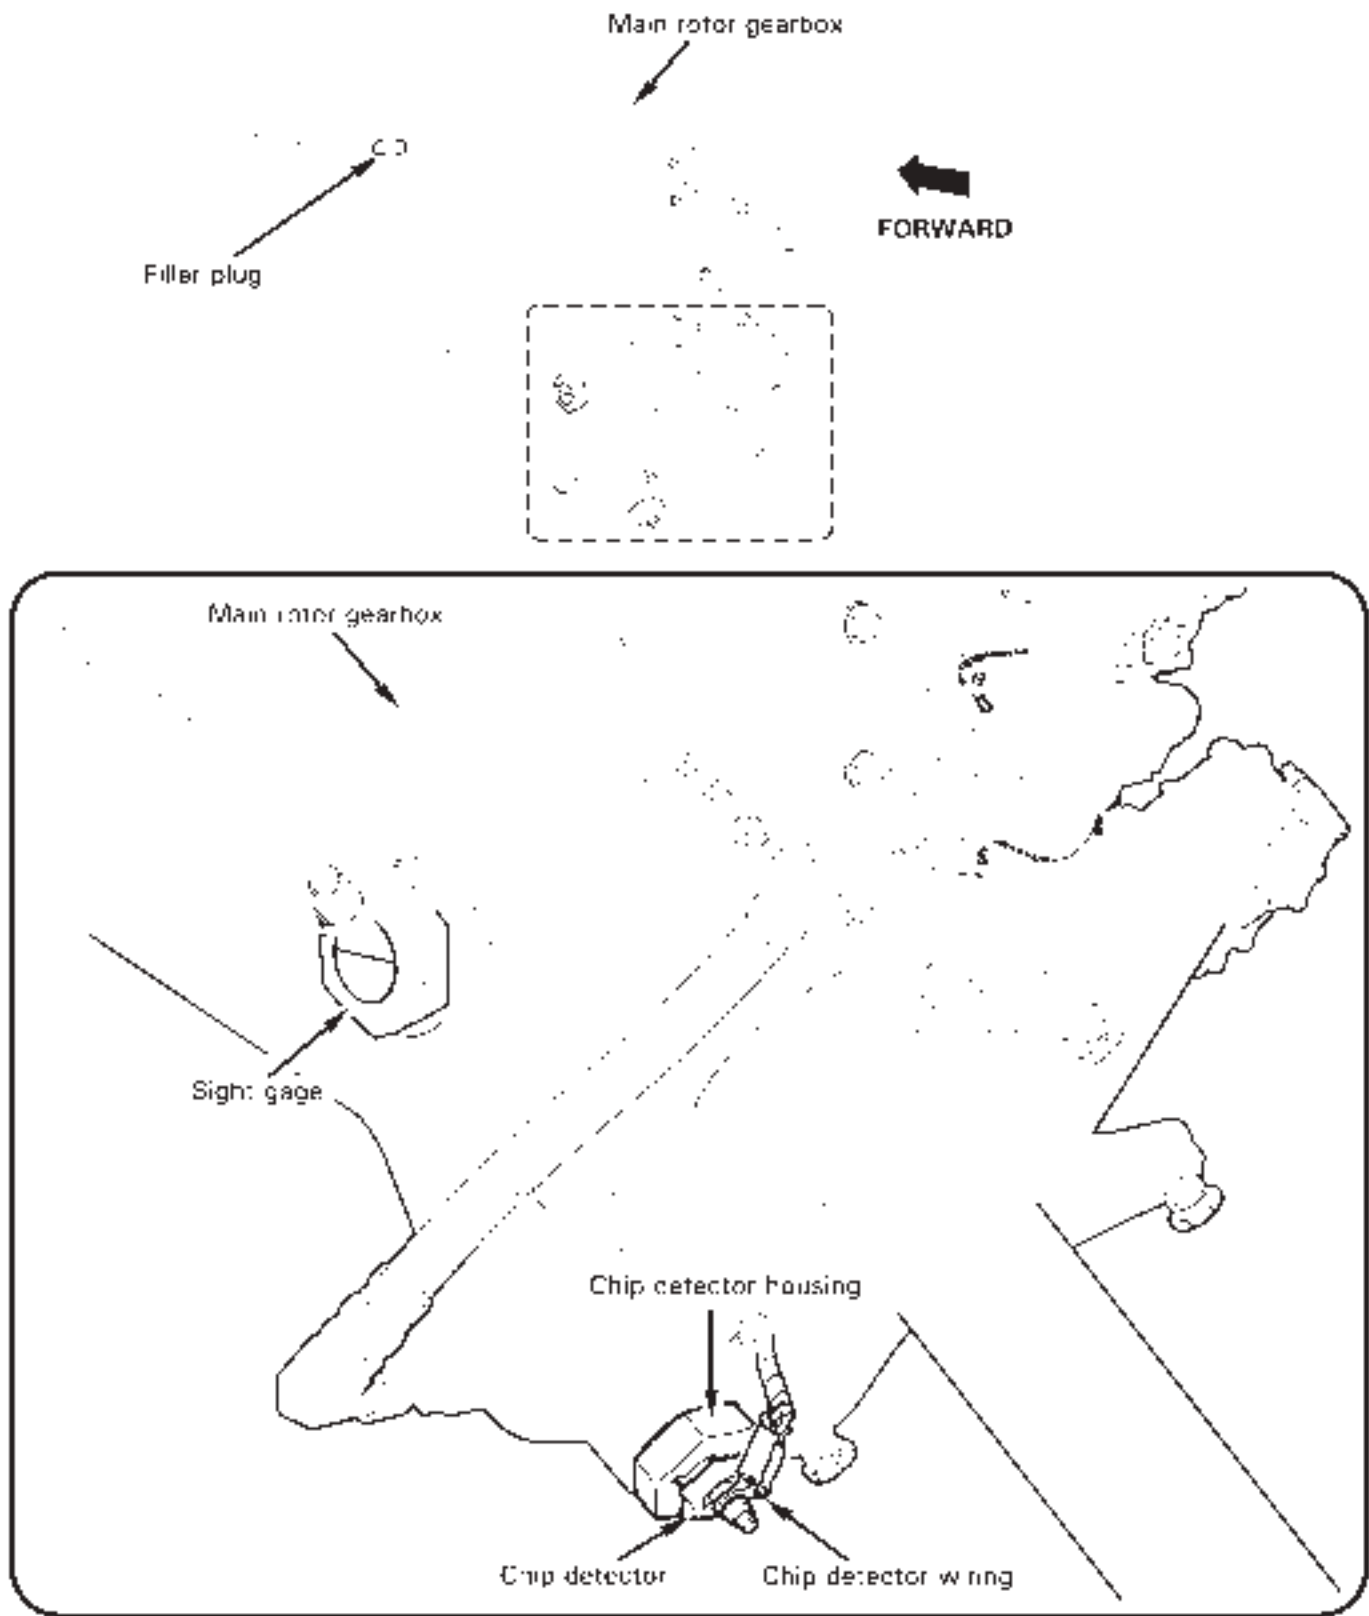 Main rotor gearbox
FORWARD
Filler plug
Main rotor gearbox
Sight gage
Chip detector housing
Chip detector
Chip detector wiring